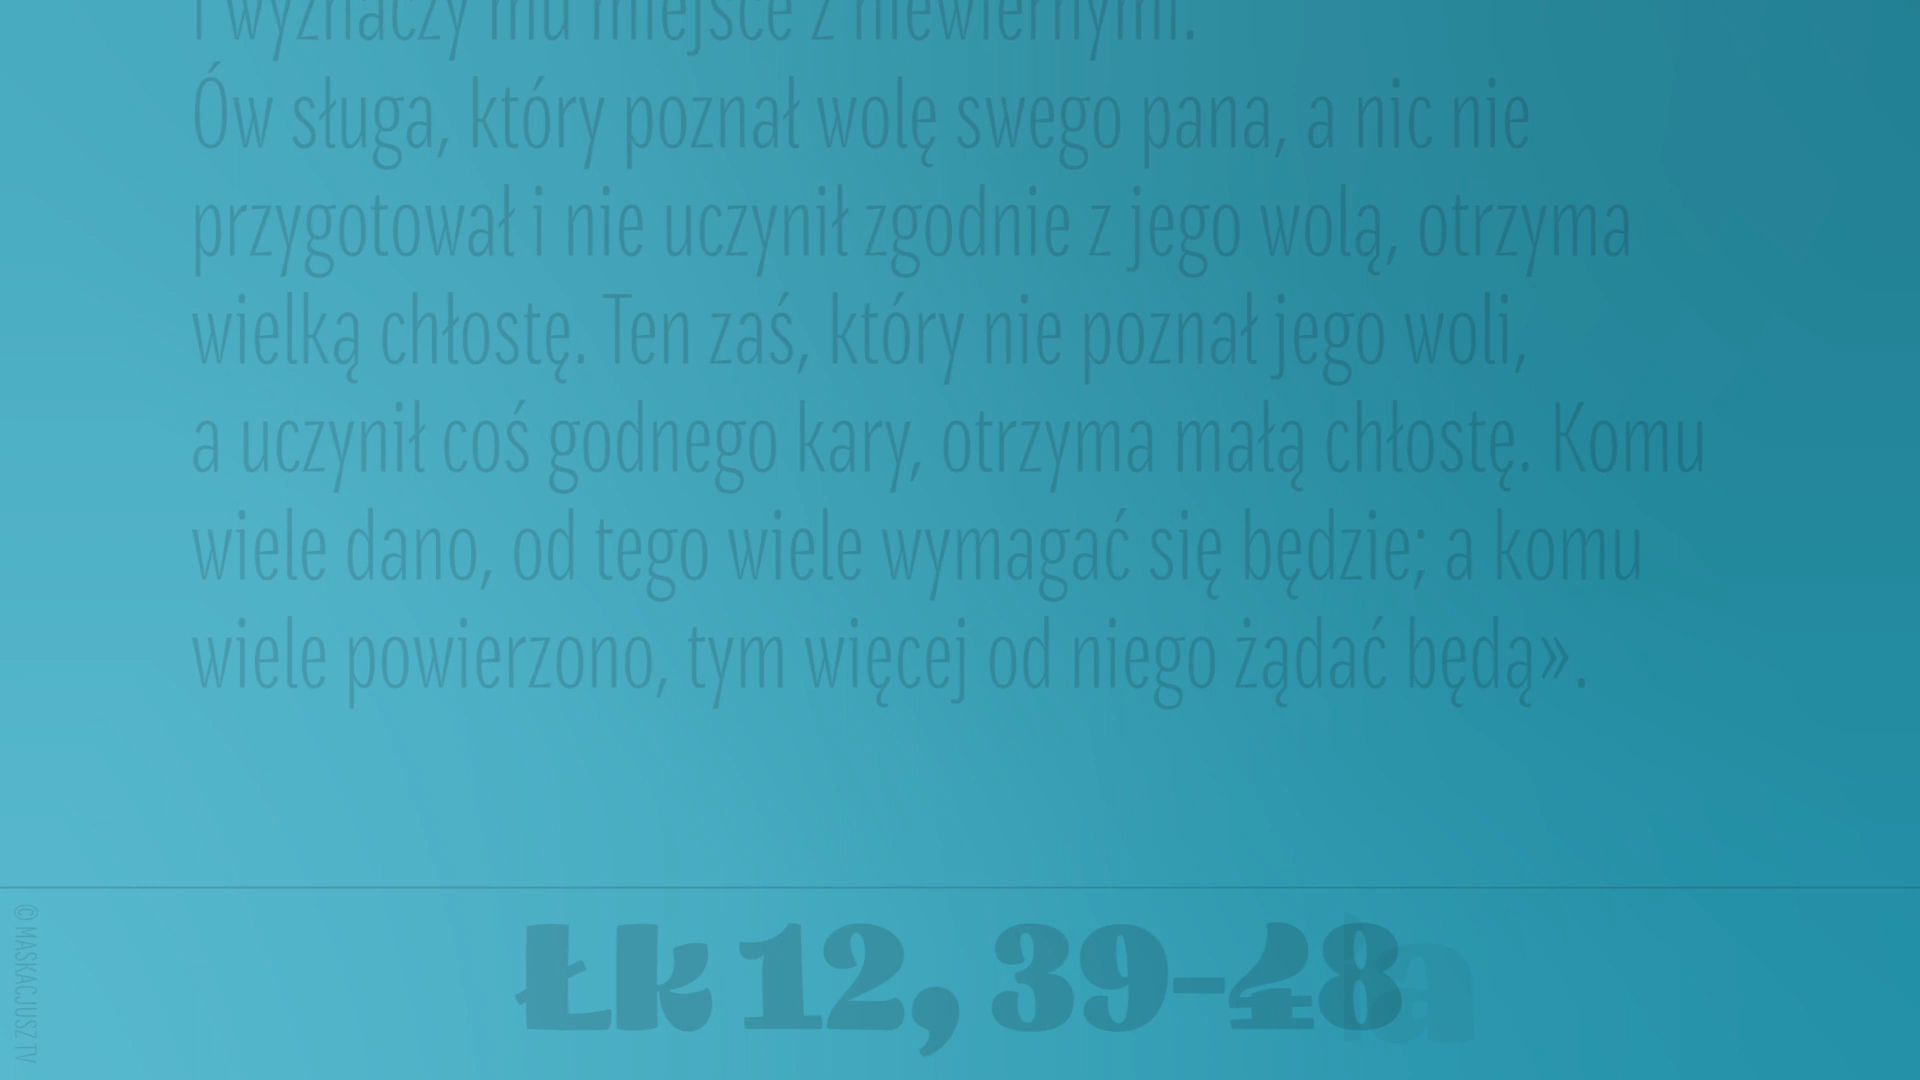 i wyznaczy mu miejsce z niewiernymi.
Ów sługa, który poznał wolę swego pana, a nic nie
przygotował i nie uczynił zgodnie z jego wolą, otrzyma
wielką chłostę. Ten zaś, który nie poznał jego woli,
a uczynił coś godnego kary, otrzyma małą chłostę. Komu
wiele dano, od tego wiele wymagać się będzie; a komu
wiele powierzono, tym więcej od niego żądać będą».
Łk 12, 39-48
© MASKACJUSZ TV